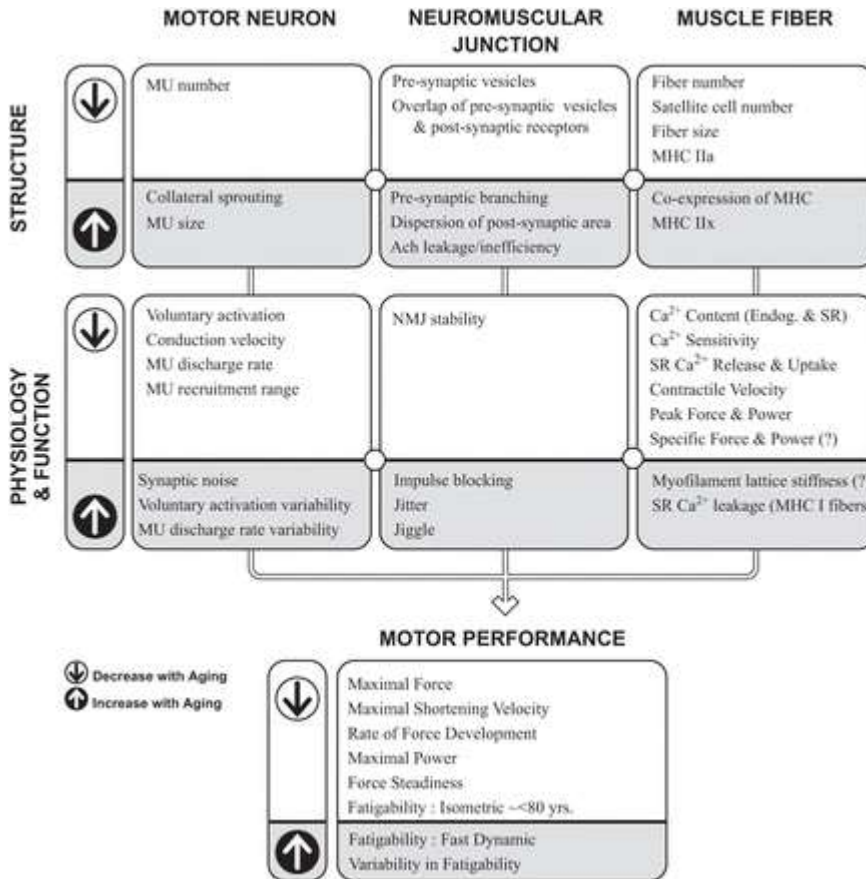 MOTOR NEURON
NEUROMUSCULAR
JUNCTION
MUSCLE FIBER
STRUCTURE
MU number
Pre-synaptic vesicles
Overlap of pre-synaptic vesicles
& post-synaptic receptors
Fiber number
Satellite cell number
Fiber size
MHC IIa
Collateral sprouting
MU size
Pre-synaptic branching
Dispersion of post-synaptic area
Ach leakage/inefficiency
Co-expression of MHC
MHC IIx
PHYSIOLOGY
& FUNCTION
Voluntary activation
Conduction velocity
MU discharge rate
MU recruitment range
NMJ stability
Ca²⁺ Content (Endog. & SR)
Ca²⁺ Sensitivity
SR Ca²⁺ Release & Uptake
Contractile Velocity
Peak Force & Power
Specific Force & Power (?)
Synaptic noise
Voluntary activation variability
MU discharge rate variability
Impulse blocking
Jitter
Jiggle
Myofilament lattice stiffness (?
SR Ca²⁺ leakage (MHC I fibers
MOTOR PERFORMANCE
Decrease with Aging
Increase with Aging
Maximal Force
Maximal Shortening Velocity
Rate of Force Development
Maximal Power
Force Steadiness
Fatigability : Isometric ~<80 yrs.
Fatigability : Fast Dynamic
Variability in Fatigability